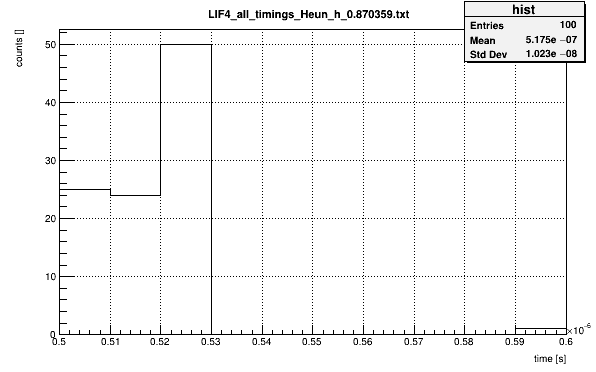 LIF4_all_timings_Heun_h_0.870359.txt
hist
Entries 100
Mean 5.175e −07
Std Dev 1.023e −08
counts []
50
40
30
20
10
0
0.5 0.51 0.52 0.53 0.54 0.55 0.56 0.57 0.58 0.59 0.6
×10⁻⁶
time [s]